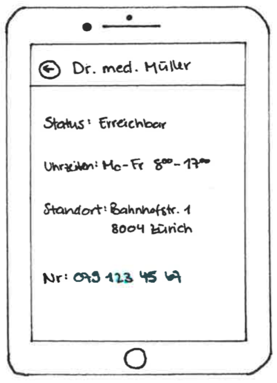 Dr. med. Müller
Status: Erreichbar
Uhrzeiten: Mo-Fr 8⁰⁰-17⁰⁰
Standort: Bahnhofstr. 1
8004 Zürich
Nr: 079 123 45 67